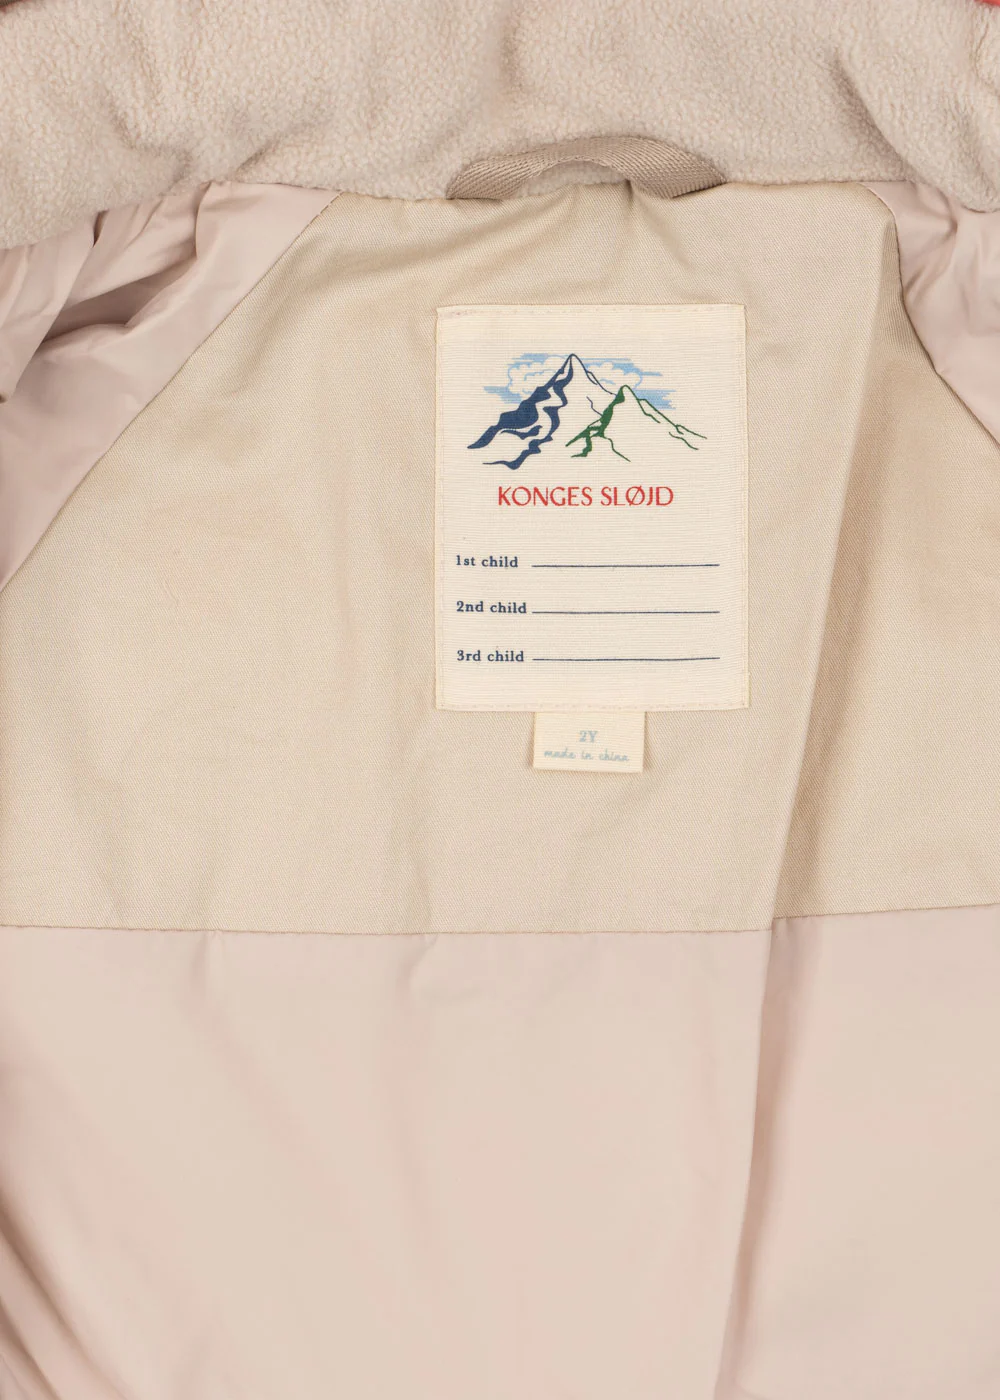 KONGES SLØJD
1st child
2nd child
3rd child
2Y
made in china